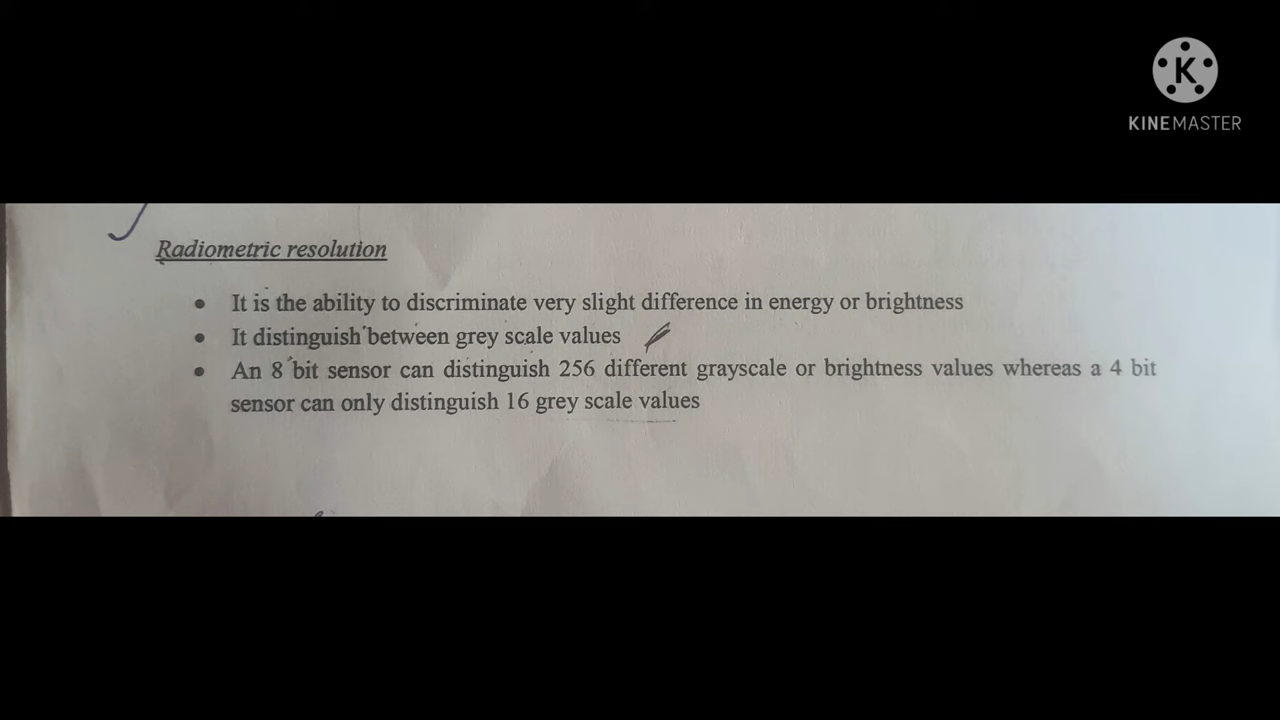 KINEMASTER
Radiometric resolution
• It is the ability to discriminate very slight difference in energy or brightness
• It distinguish between grey scale values
• An 8 bit sensor can distinguish 256 different grayscale or brightness values whereas a 4 bit
sensor can only distinguish 16 grey scale values